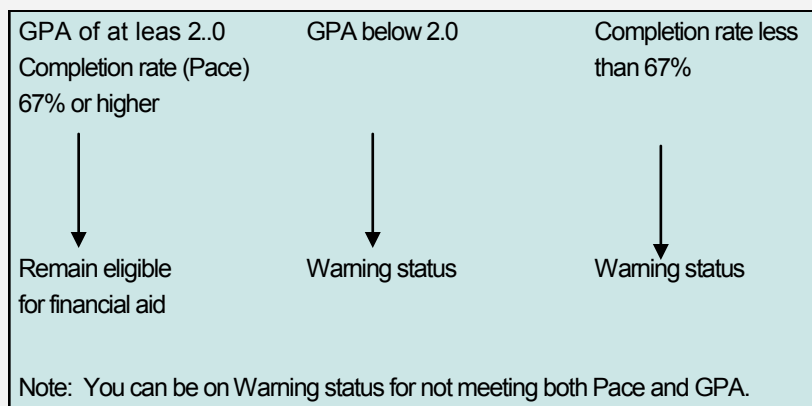 GPA of at leas 2..0
Completion rate (Pace)
67% or higher
GPA below 2.0
Completion rate less
than 67%
Remain eligible
for financial aid
Warning status
Warning status
Note: You can be on Warning status for not meeting both Pace and GPA.